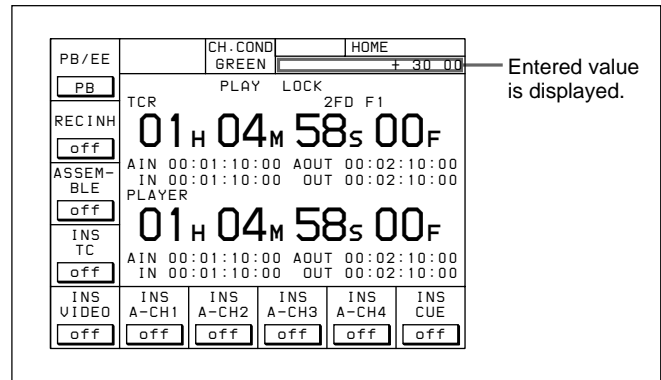 PB/EE
PB
CH.COND
GREEN
HOME
+ 30 00
Entered value
is displayed.
PLAY LOCK
TCR 2FD F1
01H 04M 58S 00F
AIN 00:01:10:00 AOUT 00:02:10:00
IN 00:01:10:00 OUT 00:02:10:00
PLAYER
01H 04M 58S 00F
AIN 00:01:10:00 AOUT 00:02:10:00
IN 00:01:10:00 OUT 00:02:10:00
RECINH
off
ASSEM-
BLE
off
INS
TC
off
INS
VIDEO
off
INS
A-CH1
off
INS
A-CH2
off
INS
A-CH3
off
INS
A-CH4
off
INS
CUE
off